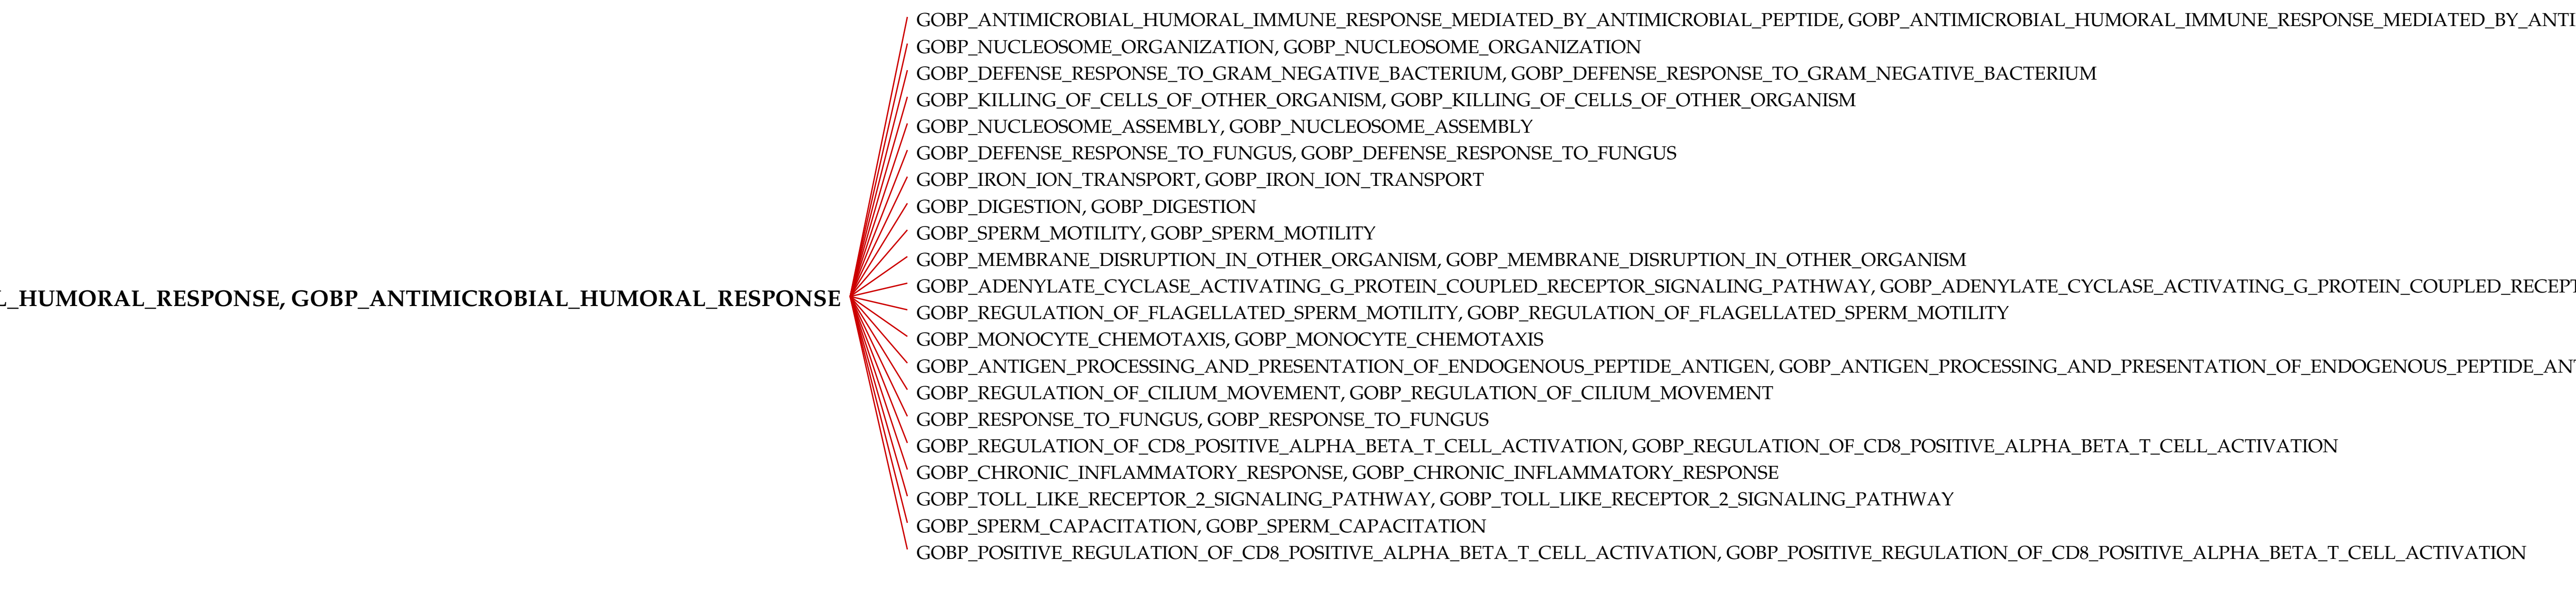 GOBP_ANTIMICROBIAL_HUMORAL_IMMUNE_RESPONSE_MEDIATED_BY_ANTIMICROBIAL_PEPTIDE, GOBP_ANTIMICROBIAL_HUMORAL_IMMUNE_RESPONSE_MEDIATED_BY_ANTI
GOBP_NUCLEOSOME_ORGANIZATION, GOBP_NUCLEOSOME_ORGANIZATION
GOBP_DEFENSE_RESPONSE_TO_GRAM_NEGATIVE_BACTERIUM, GOBP_DEFENSE_RESPONSE_TO_GRAM_NEGATIVE_BACTERIUM
GOBP_KILLING_OF_CELLS_OF_OTHER_ORGANISM, GOBP_KILLING_OF_CELLS_OF_OTHER_ORGANISM
GOBP_NUCLEOSOME_ASSEMBLY, GOBP_NUCLEOSOME_ASSEMBLY
GOBP_DEFENSE_RESPONSE_TO_FUNGUS, GOBP_DEFENSE_RESPONSE_TO_FUNGUS
GOBP_IRON_ION_TRANSPORT, GOBP_IRON_ION_TRANSPORT
GOBP_DIGESTION, GOBP_DIGESTION
GOBP_SPERM_MOTILITY, GOBP_SPERM_MOTILITY
GOBP_MEMBRANE_DISRUPTION_IN_OTHER_ORGANISM, GOBP_MEMBRANE_DISRUPTION_IN_OTHER_ORGANISM
GOBP_ADENYLATE_CYCLASE_ACTIVATING_G_PROTEIN_COUPLED_RECEPTOR_SIGNALING_PATHWAY, GOBP_ADENYLATE_CYCLASE_ACTIVATING_G_PROTEIN_COUPLED_RECEPT
L_HUMORAL_RESPONSE, GOBP_ANTIMICROBIAL_HUMORAL_RESPONSE
GOBP_REGULATION_OF_FLAGELLATED_SPERM_MOTILITY, GOBP_REGULATION_OF_FLAGELLATED_SPERM_MOTILITY
GOBP_MONOCYTE_CHEMOTAXIS, GOBP_MONOCYTE_CHEMOTAXIS
GOBP_ANTIGEN_PROCESSING_AND_PRESENTATION_OF_ENDOGENOUS_PEPTIDE_ANTIGEN, GOBP_ANTIGEN_PROCESSING_AND_PRESENTATION_OF_ENDOGENOUS_PEPTIDE_AN
GOBP_REGULATION_OF_CILIUM_MOVEMENT, GOBP_REGULATION_OF_CILIUM_MOVEMENT
GOBP_RESPONSE_TO_FUNGUS, GOBP_RESPONSE_TO_FUNGUS
GOBP_REGULATION_OF_CD8_POSITIVE_ALPHA_BETA_T_CELL_ACTIVATION, GOBP_REGULATION_OF_CD8_POSITIVE_ALPHA_BETA_T_CELL_ACTIVATION
GOBP_CHRONIC_INFLAMMATORY_RESPONSE, GOBP_CHRONIC_INFLAMMATORY_RESPONSE
GOBP_TOLL_LIKE_RECEPTOR_2_SIGNALING_PATHWAY, GOBP_TOLL_LIKE_RECEPTOR_2_SIGNALING_PATHWAY
GOBP_SPERM_CAPACITATION, GOBP_SPERM_CAPACITATION
GOBP_POSITIVE_REGULATION_OF_CD8_POSITIVE_ALPHA_BETA_T_CELL_ACTIVATION, GOBP_POSITIVE_REGULATION_OF_CD8_POSITIVE_ALPHA_BETA_T_CELL_ACTIVATION